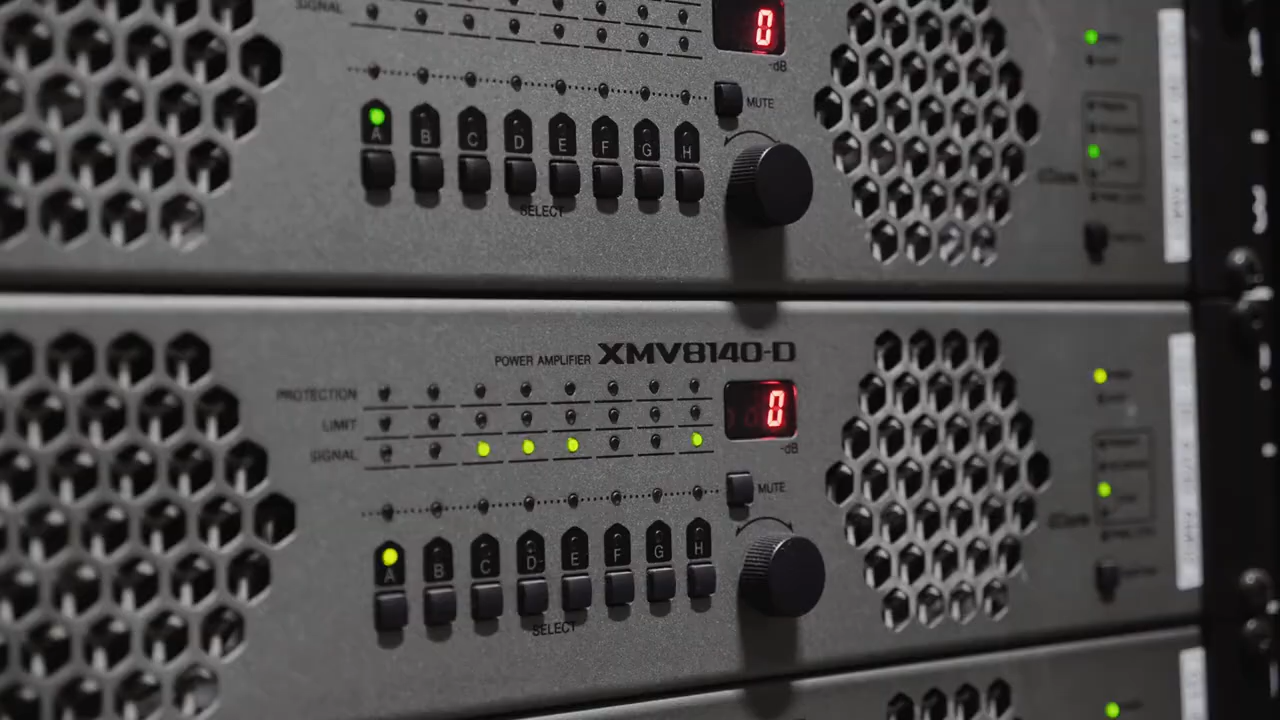 SIGNAL
0
-dB
MUTE
A B C D E F G H
SELECT
POWER AMPLIFIER XMV8140-D
PROTECTION
LIMIT
SIGNAL
0
-dB
MUTE
A B C D E F G H
SELECT